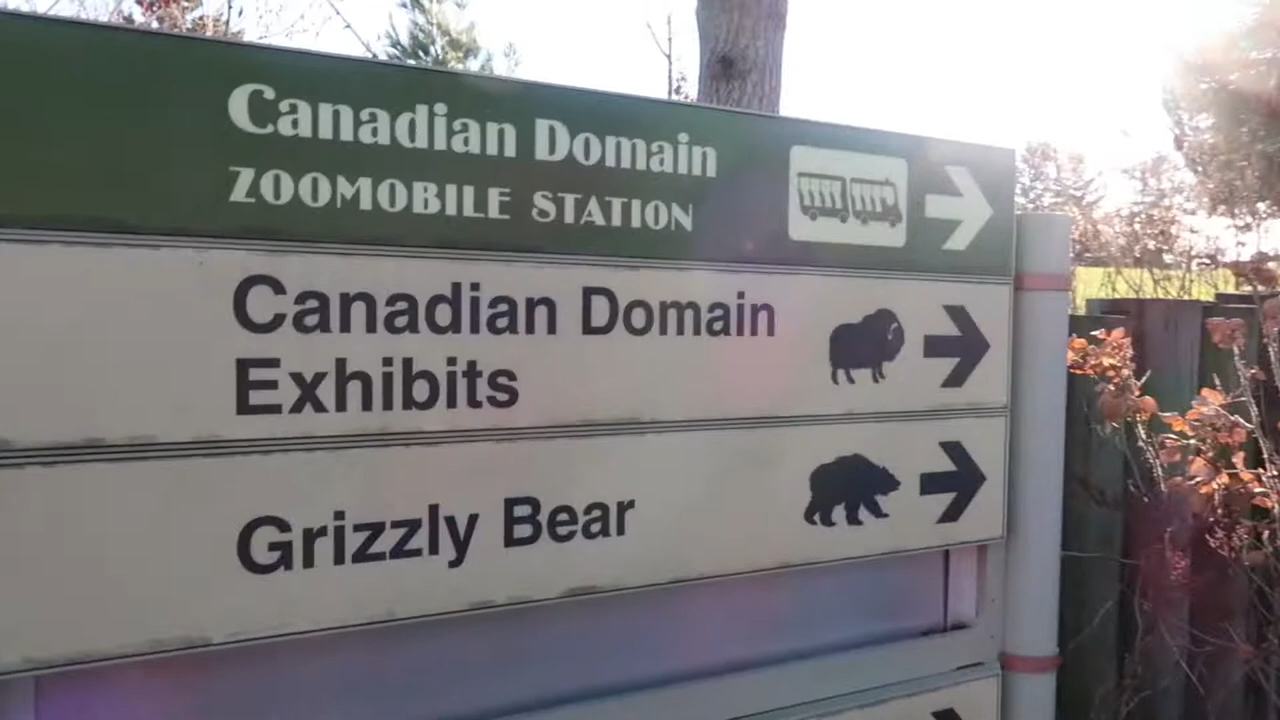 Canadian Domain
ZOOMOBILE STATION
Canadian Domain
Exhibits
Grizzly Bear